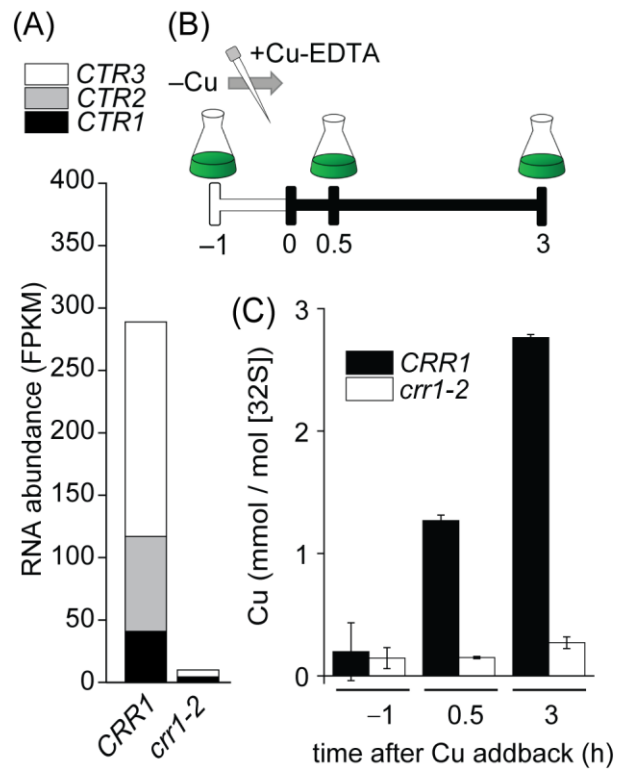 (A)
CTR3
CTR2
CTR1
400
350
300
250
200
150
100
50
0
RNA abundance (FPKM)
CRR1
crr1-2
(B)
+Cu-EDTA
–Cu
–1
0
0.5
3
(C)
3
2
1
0
Cu (mmol / mol [32S])
CRR1
crr1-2
–1
0.5
3
time after Cu addback (h)